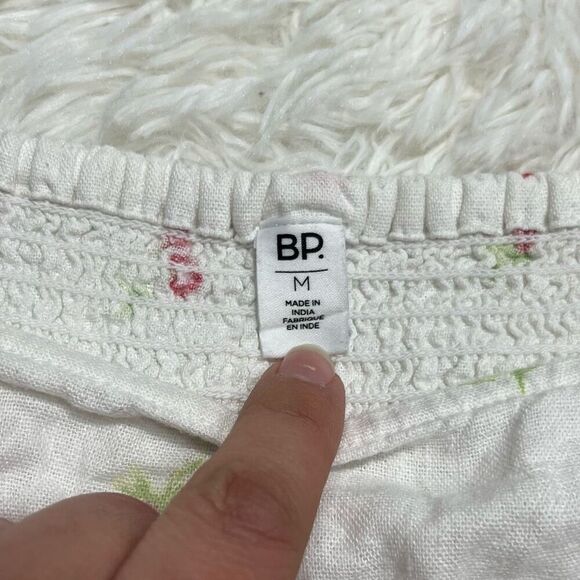 BP.
M
MADE IN
INDIA
FABRIQUE
EN INDE